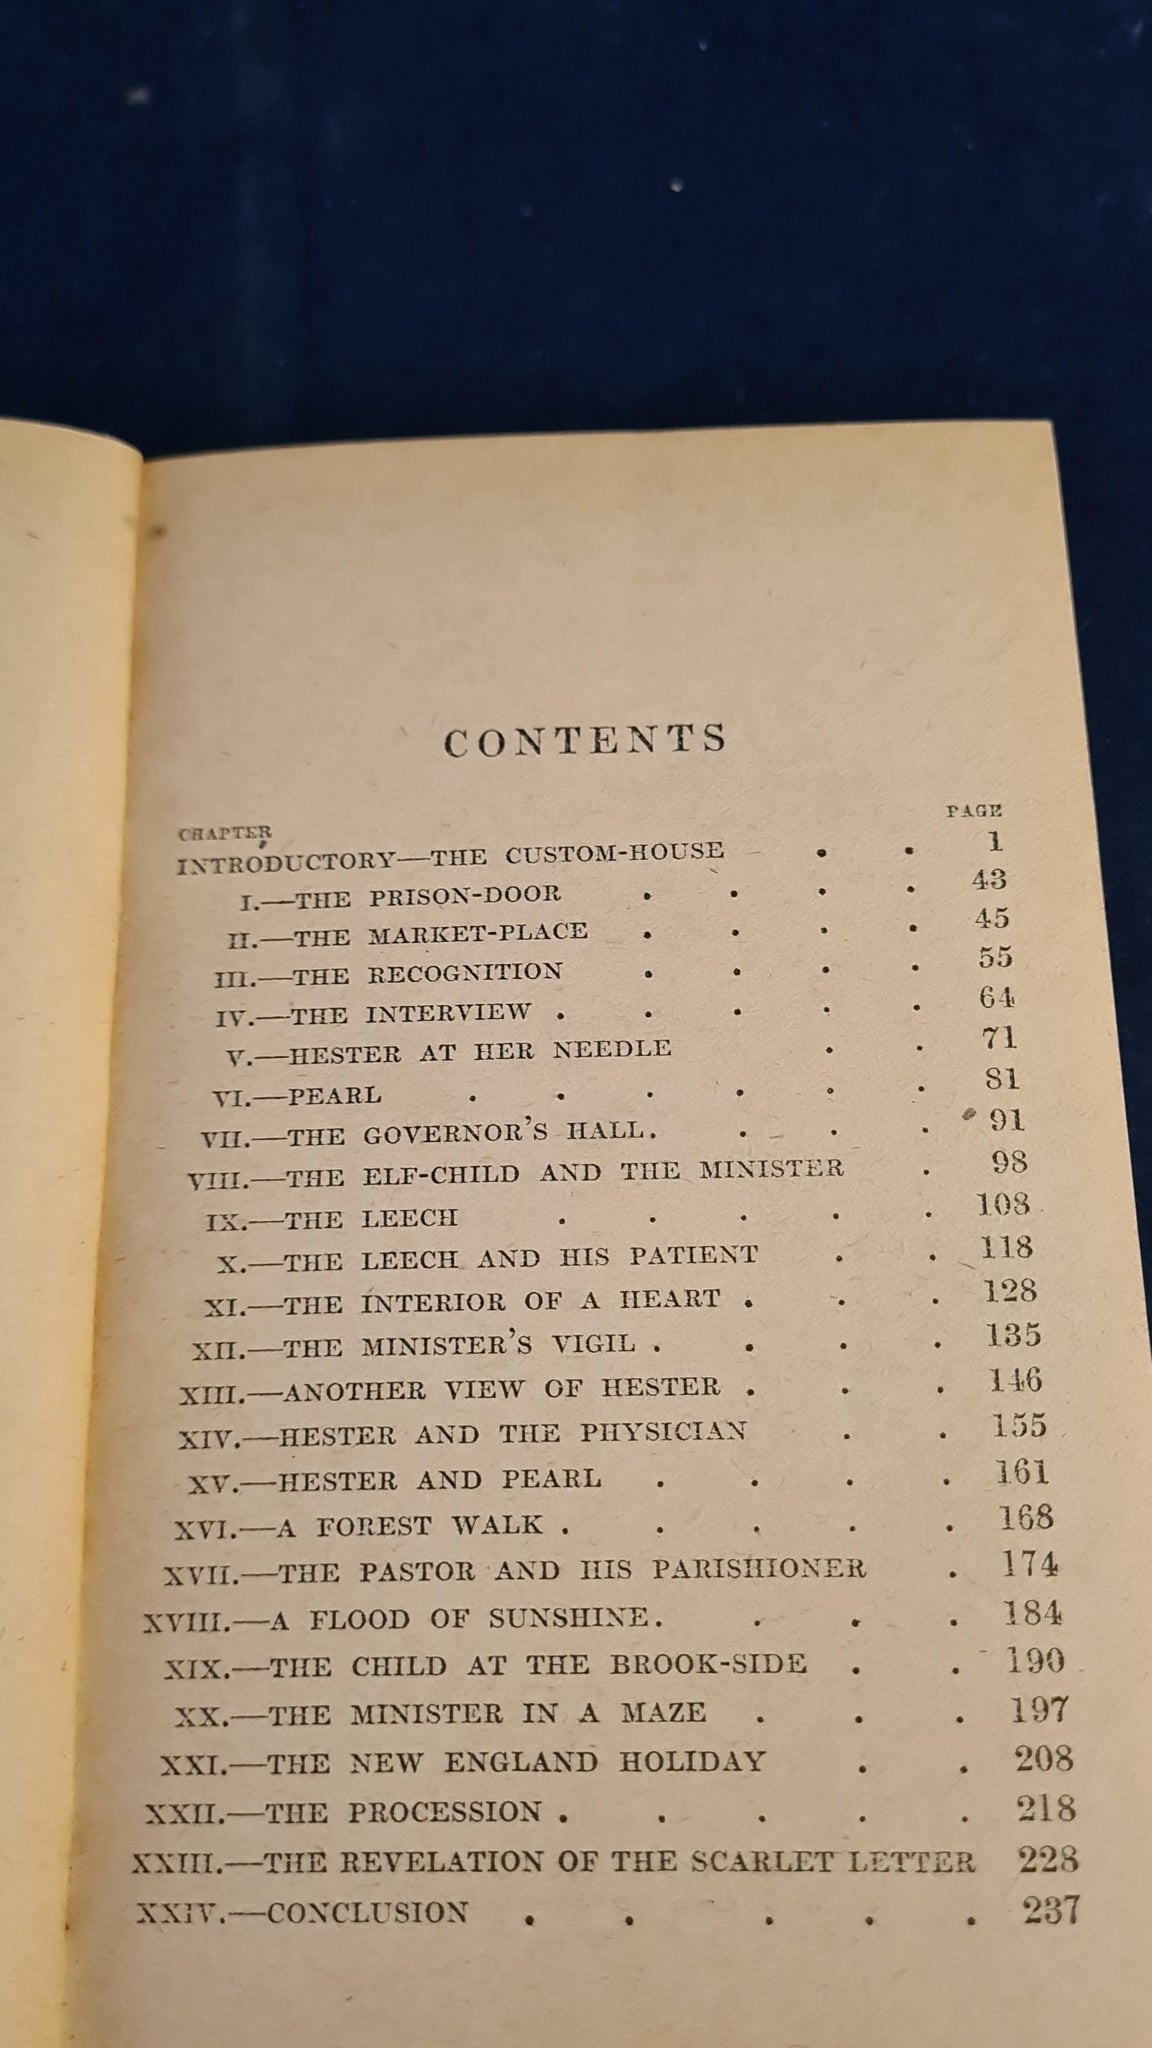 CONTENTS
CHAPTER PAGE
INTRODUCTORY—THE CUSTOM-HOUSE . . 1
I.—THE PRISON-DOOR . . . . 43
II.—THE MARKET-PLACE . . . . 45
III.—THE RECOGNITION . . . . 55
IV.—THE INTERVIEW . . . . . 64
V.—HESTER AT HER NEEDLE . . 71
VI.—PEARL . . . . . . 81
VII.—THE GOVERNOR'S HALL . . . . 91
VIII.—THE ELF-CHILD AND THE MINISTER . 98
IX.—THE LEECH . . . . . 108
X.—THE LEECH AND HIS PATIENT . . 118
XI.—THE INTERIOR OF A HEART . . . 128
XII.—THE MINISTER'S VIGIL . . . . 135
XIII.—ANOTHER VIEW OF HESTER . . . 146
XIV.—HESTER AND THE PHYSICIAN . . 155
XV.—HESTER AND PEARL . . . . 161
XVI.—A FOREST WALK . . . . . 168
XVII.—THE PASTOR AND HIS PARISHIONER . 174
XVIII.—A FLOOD OF SUNSHINE . . . . 184
XIX.—THE CHILD AT THE BROOK-SIDE . . 190
XX.—THE MINISTER IN A MAZE . . . 197
XXI.—THE NEW ENGLAND HOLIDAY . . 208
XXII.—THE PROCESSION . . . . . 218
XXIII.—THE REVELATION OF THE SCARLET LETTER 228
XXIV.—CONCLUSION . . . . . 237